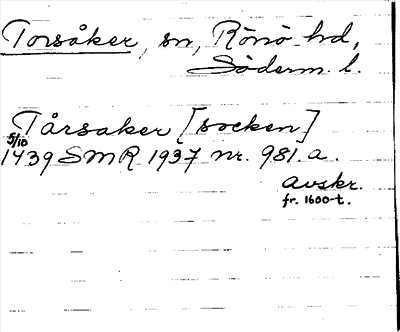 Torsåker, sn, Rönö hd,
Söderm. l.
Tårsaker [socken]
5/10
1439 SMR 1937 nr. 981. a.
avskr.
fr. 1600-t.